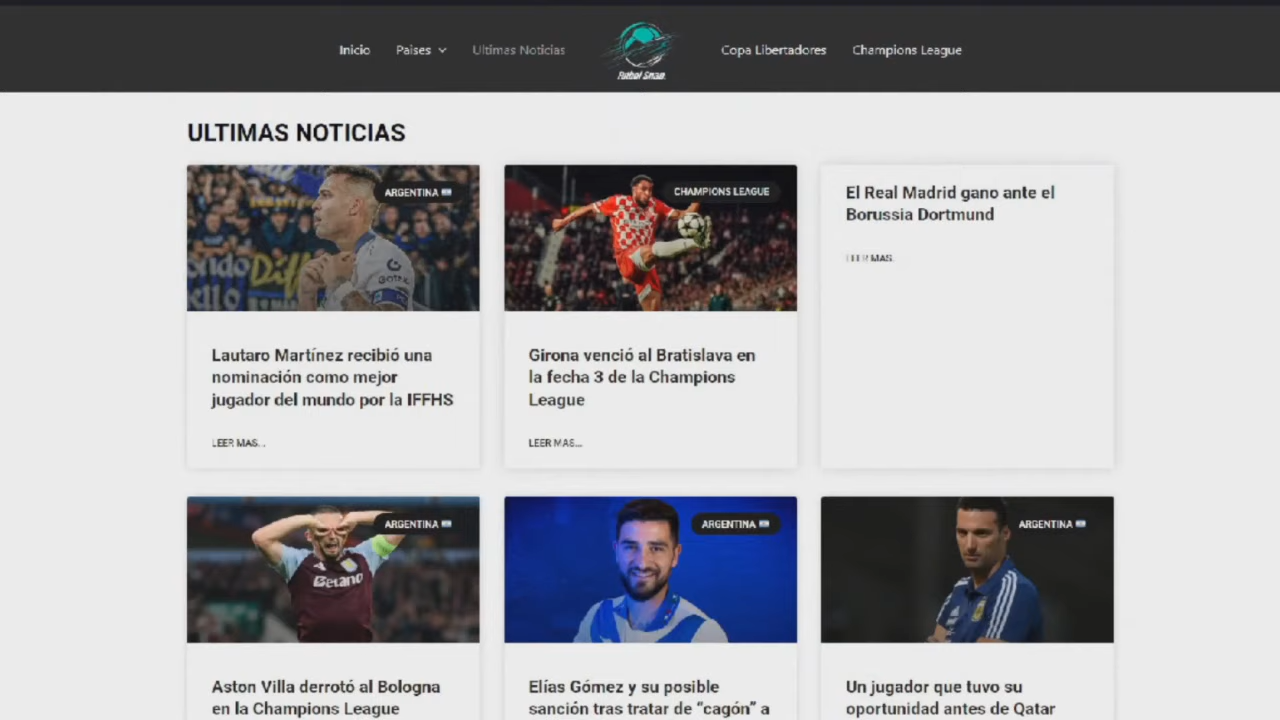 Inicio
Paises
Ultimas Noticias
Futbol Snap
Copa Libertadores
Champions League
ULTIMAS NOTICIAS
ARGENTINA
CHAMPIONS LEAGUE
El Real Madrid gano ante el
Borussia Dortmund
LEER MAS...
Lautaro Martínez recibió una
nominación como mejor
jugador del mundo por la IFFHS
LEER MAS...
Girona venció al Bratislava en
la fecha 3 de la Champions
League
LEER MAS...
ARGENTINA
Betano
ARGENTINA
ARGENTINA
Aston Villa derrotó al Bologna
en la Champions League
Elías Gómez y su posible
sanción tras tratar de “cagón” a
Un jugador que tuvo su
oportunidad antes de Qatar